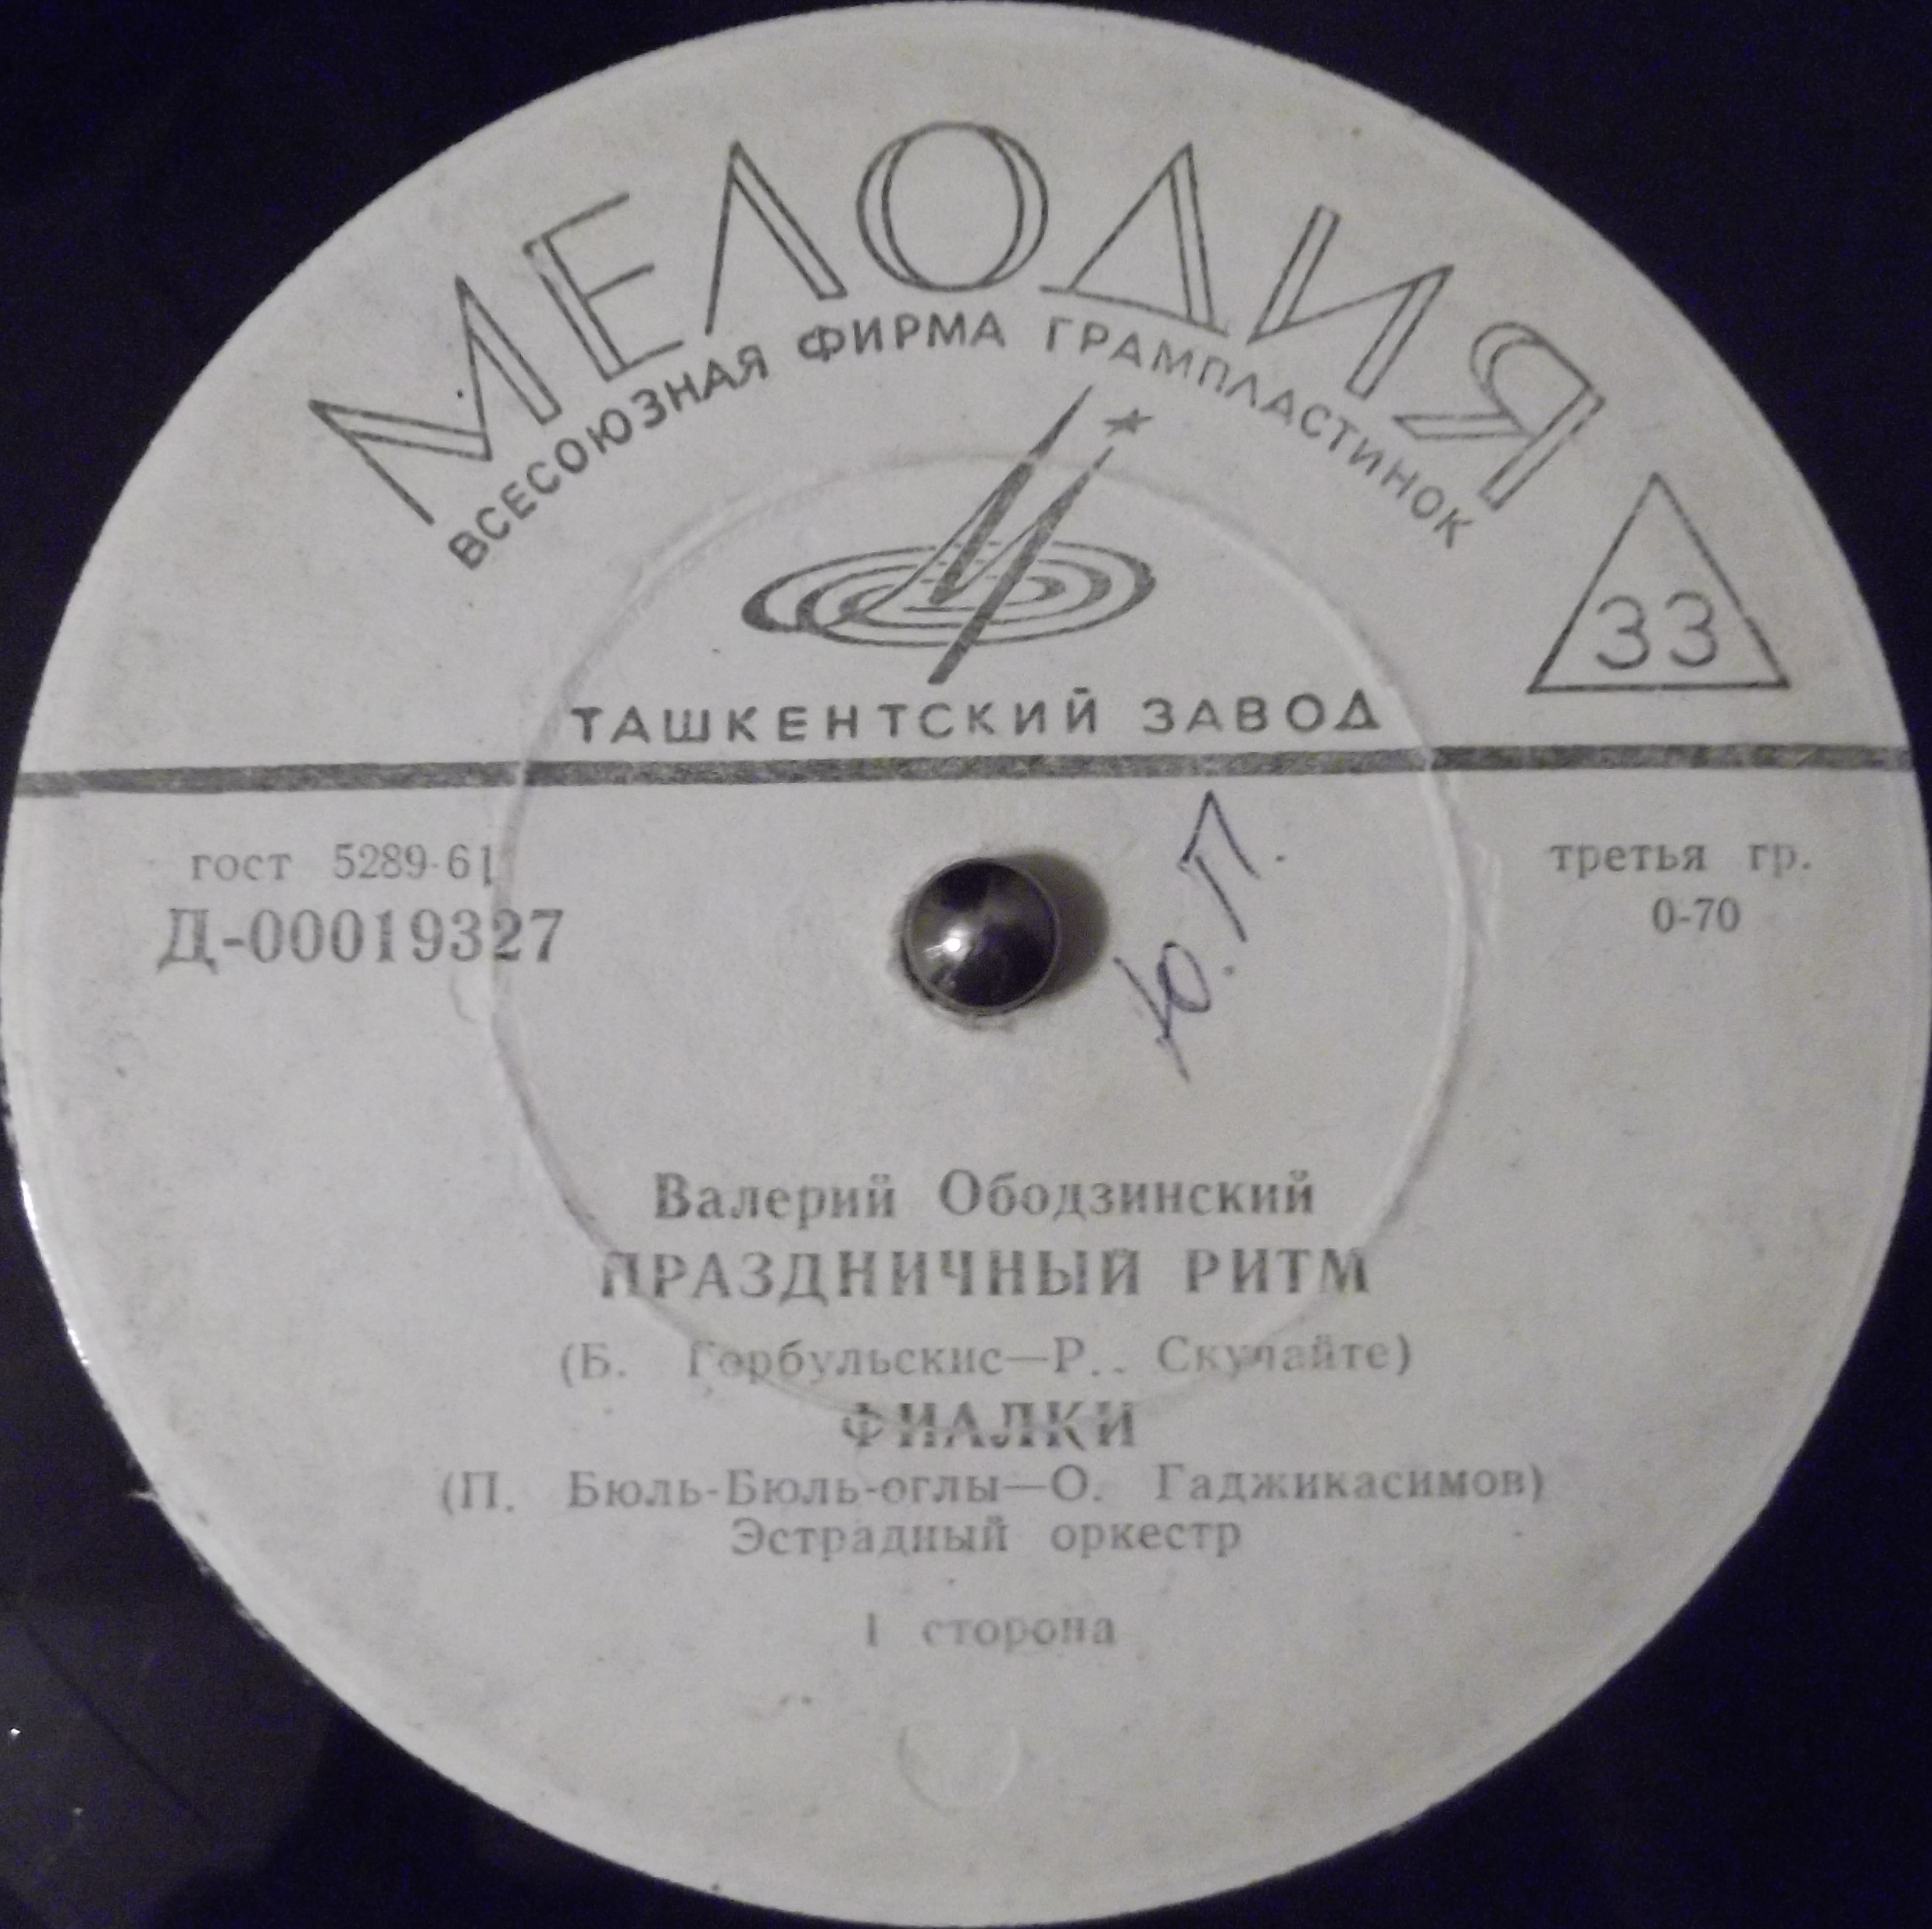 МЕЛОДИЯ
ВСЕСОЮЗНАЯ ФИРМА ГРАМПЛАСТИНОК
33
ТАШКЕНТСКИЙ ЗАВОД
гост 5289-61
третья гр.
Д-00019327
0-70
Ю.П.
Валерий Ободзинский
ПРАЗДНИЧНЫЙ РИТМ
(Б. Горбульскис—Р.. Скучайте)
ФИАЛКИ
(П. Бюль-Бюль-оглы—О. Гаджикасимов)
Эстрадный оркестр
1 сторона